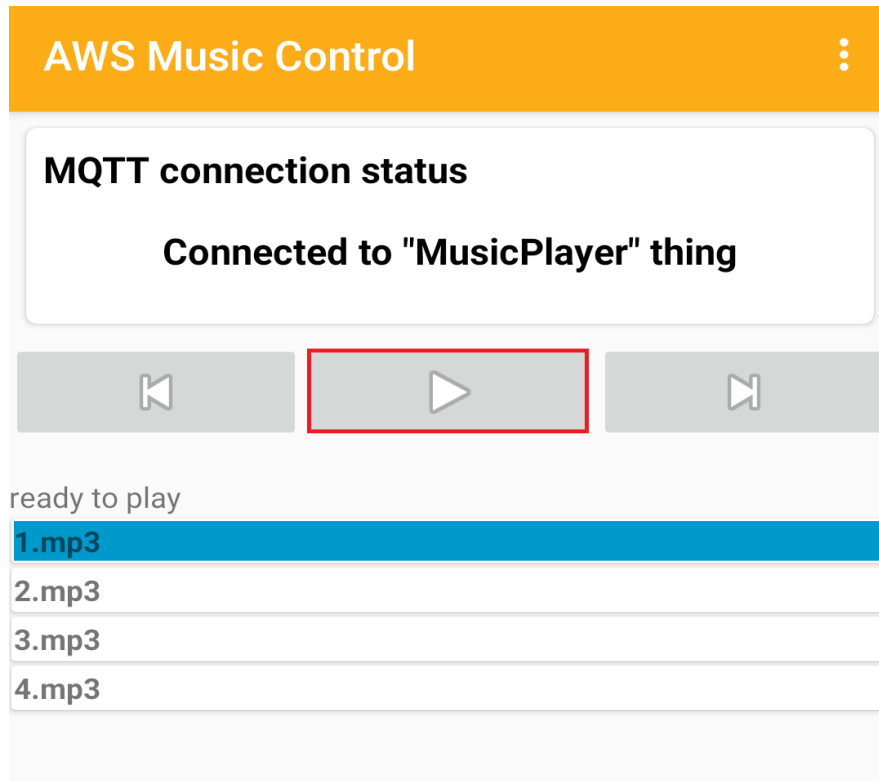 AWS Music Control
MQTT connection status
Connected to "MusicPlayer" thing
ready to play
1.mp3
2.mp3
3.mp3
4.mp3